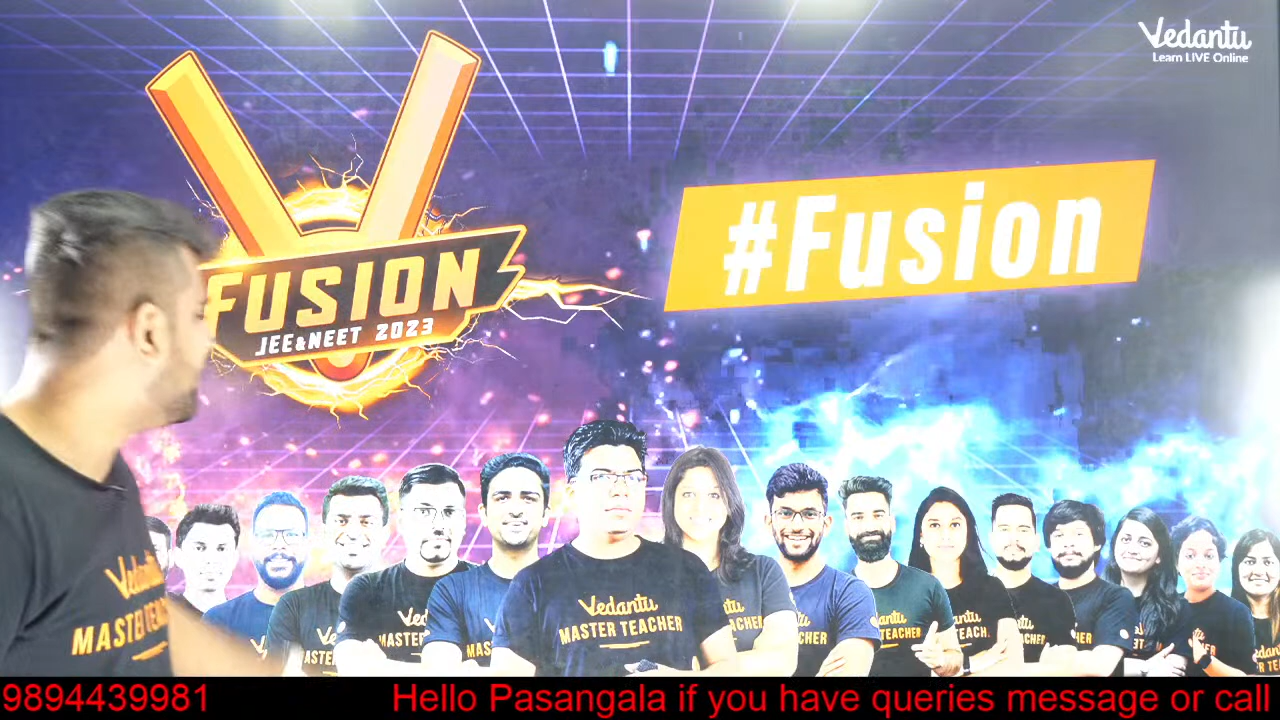 Vedantu
Learn LIVE Online
#Fusion
FUSION
JEE&NEET 2023
Vedantu
MASTER
Vedantu
MASTER TEACHER
9894439981
Hello Pasangala if you have queries message or call